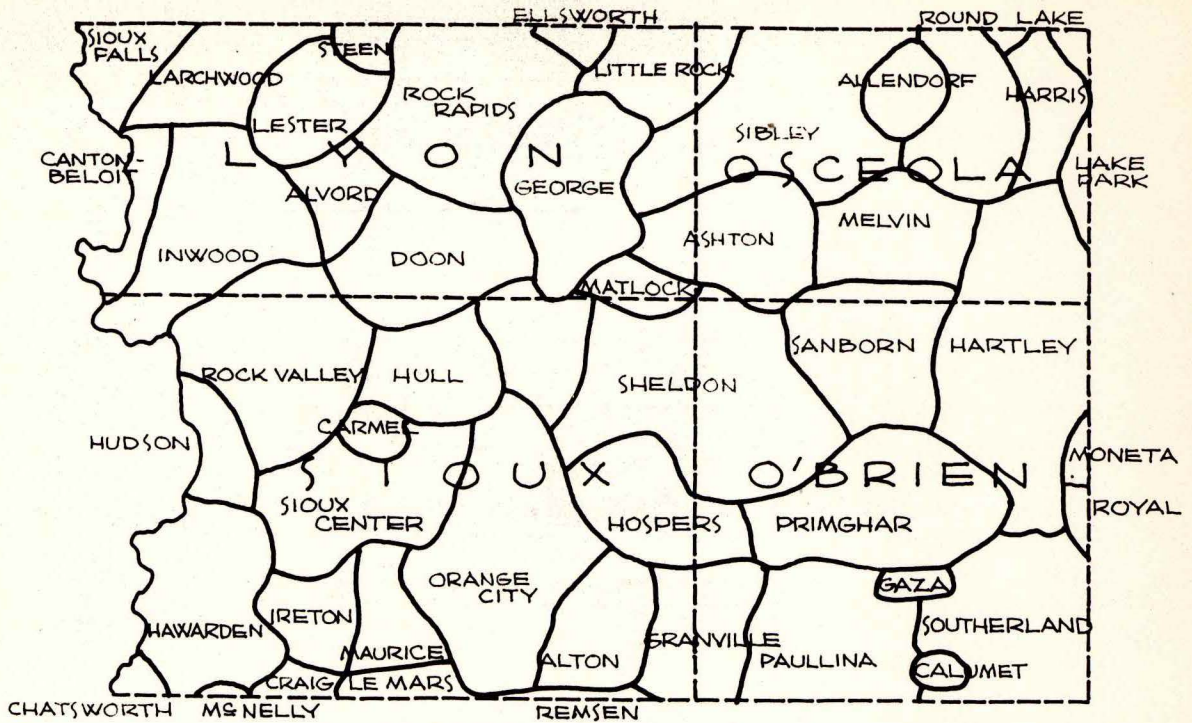 ELLSWORTH
ROUND LAKE
SIOUX
FALLS
STEEN
LARCHWOOD
LITTLE ROCK
ALLENDORF
HARRIS
ROCK
RAPIDS
LESTER
SIBLEY
CANTON-
BELOIT
LYON
OSCEOLA
LAKE
PARK
ALVORD
GEORGE
MELVIN
INWOOD
DOON
ASHTON
MATLOCK
SANBORN
HARTLEY
ROCK VALLEY
HULL
SHELDON
CARMEL
HUDSON
MONETA
SIOUX
O'BRIEN
SIOUX
CENTER
HOSPERS
PRIMGHAR
ROYAL
ORANGE
CITY
GAZA
IRETON
HAWARDEN
SOUTHERLAND
MAURICE
GRANVILLE
ALTON
PAULLINA
CALUMET
CRAIG
LE MARS
CHATSWORTH
MCNELLY
REMSEN